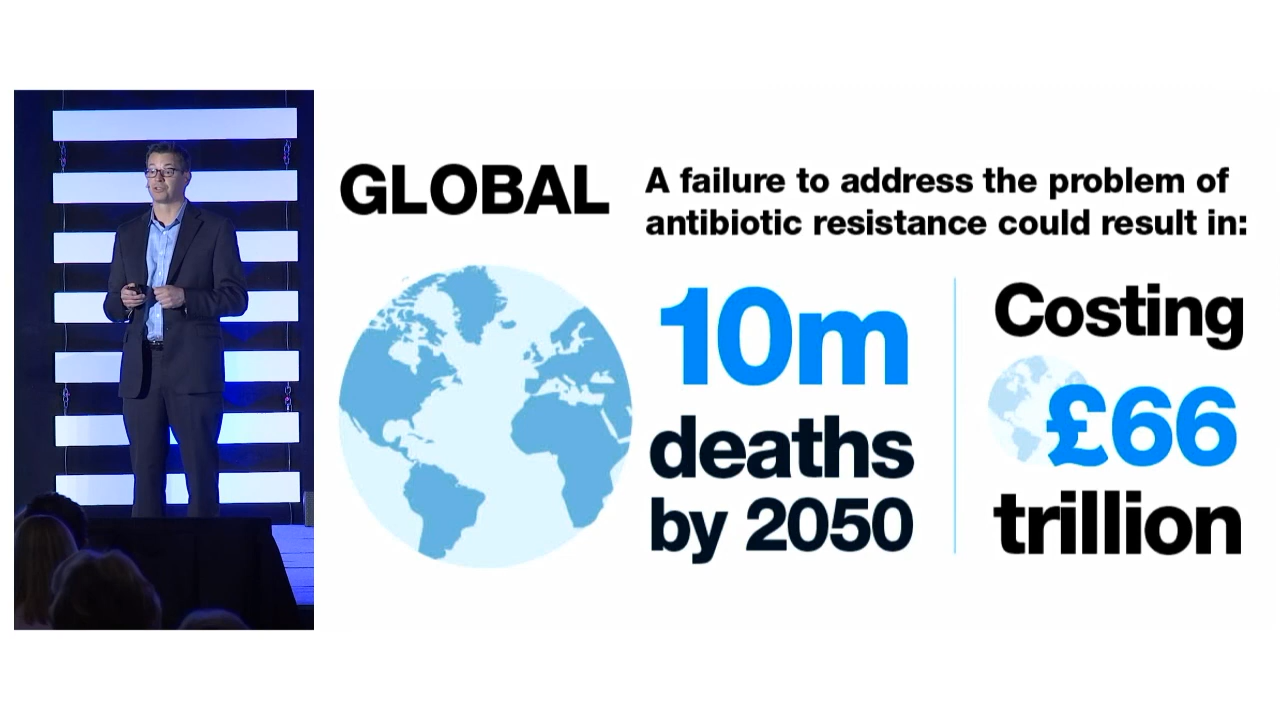 GLOBAL
A failure to address the problem of
antibiotic resistance could result in:
10m
deaths
by 2050
Costing
£66
trillion